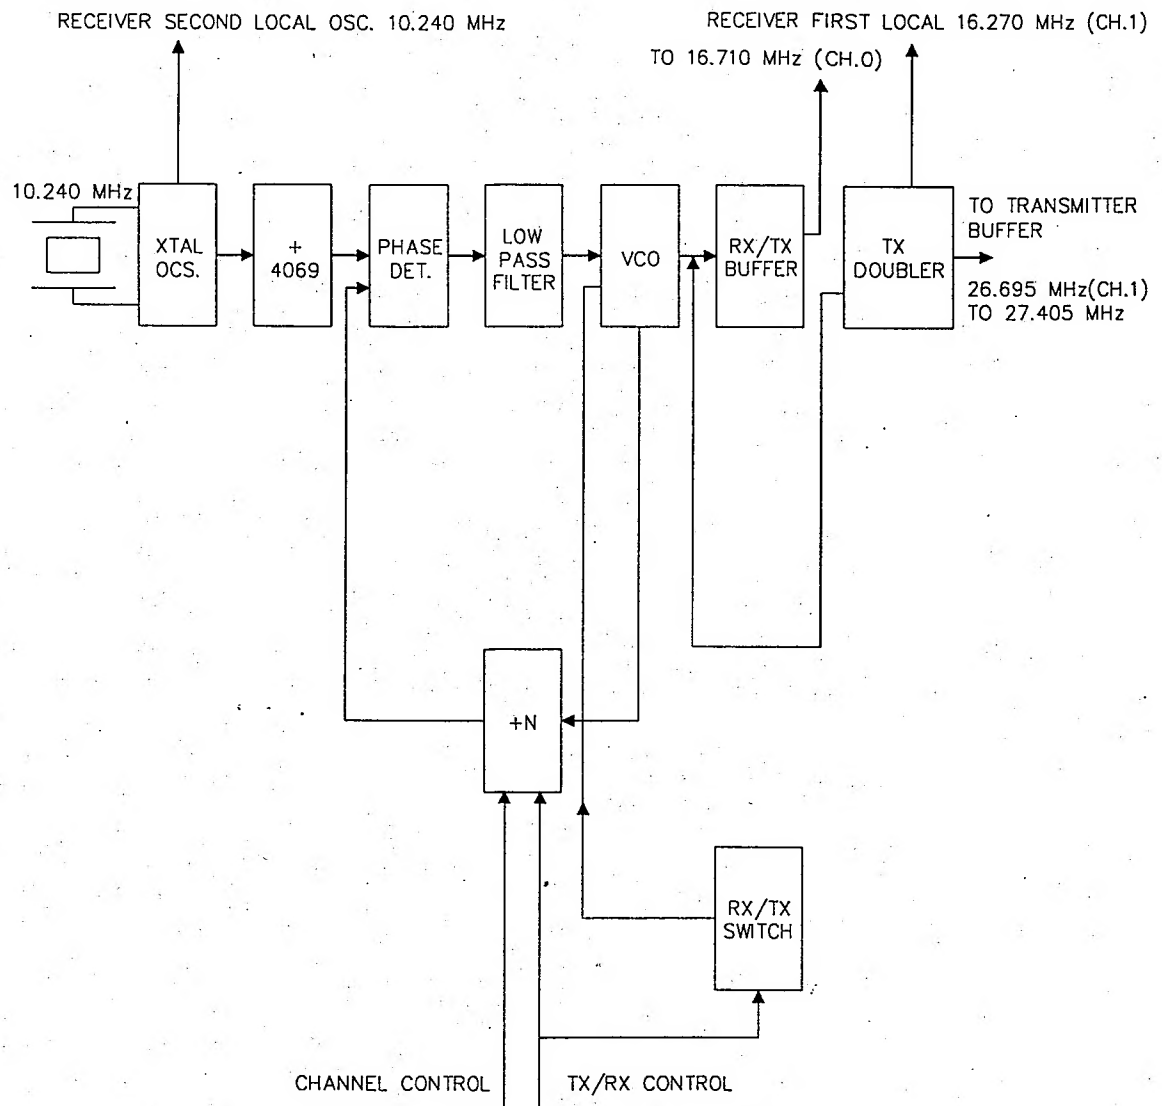 RECEIVER SECOND LOCAL OSC. 10.240 MHz
RECEIVER FIRST LOCAL 16.270 MHz (CH.1)
TO 16.710 MHz (CH.0)
10.240 MHz
XTAL
OCS.
+
4069
PHASE
DET.
LOW
PASS
FILTER
VCO
RX/TX
BUFFER
TX
DOUBLER
TO TRANSMITTER
BUFFER
26.695 MHz(CH.1)
TO 27.405 MHz
+N
RX/TX
SWITCH
CHANNEL CONTROL
TX/RX CONTROL